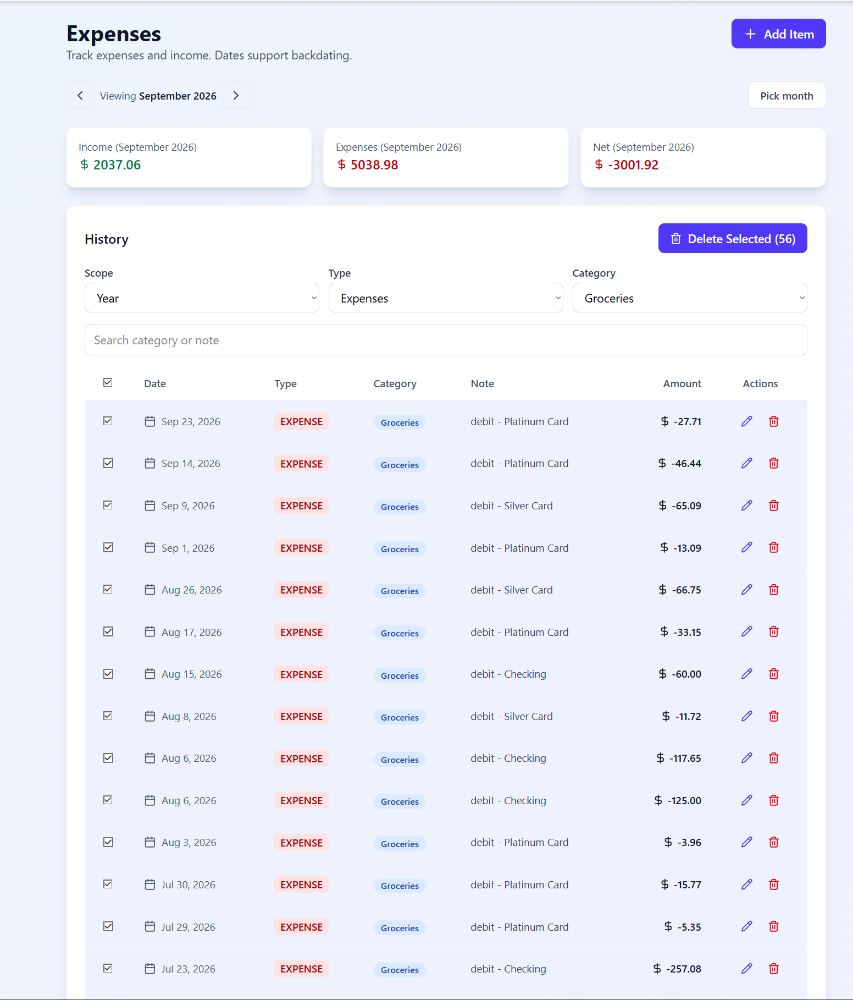 Expenses
Add Item
Track expenses and income. Dates support backdating.
Viewing September 2026
Pick month
Income (September 2026)
$ 2037.06
Expenses (September 2026)
$ 5038.98
Net (September 2026)
$ -3001.92
History
Delete Selected (56)
Scope
Type
Category
Year
Expenses
Groceries
Search category or note
Date Type Category Note Amount Actions
Sep 23, 2026 EXPENSE Groceries debit - Platinum Card $ -27.71
Sep 14, 2026 EXPENSE Groceries debit - Platinum Card $ -46.44
Sep 9, 2026 EXPENSE Groceries debit - Silver Card $ -65.09
Sep 1, 2026 EXPENSE Groceries debit - Platinum Card $ -13.09
Aug 26, 2026 EXPENSE Groceries debit - Silver Card $ -66.75
Aug 17, 2026 EXPENSE Groceries debit - Platinum Card $ -33.15
Aug 15, 2026 EXPENSE Groceries debit - Checking $ -60.00
Aug 8, 2026 EXPENSE Groceries debit - Silver Card $ -11.72
Aug 6, 2026 EXPENSE Groceries debit - Checking $ -117.65
Aug 6, 2026 EXPENSE Groceries debit - Checking $ -125.00
Aug 3, 2026 EXPENSE Groceries debit - Platinum Card $ -3.96
Jul 30, 2026 EXPENSE Groceries debit - Platinum Card $ -15.77
Jul 29, 2026 EXPENSE Groceries debit - Platinum Card $ -5.35
Jul 23, 2026 EXPENSE Groceries debit - Checking $ -257.08